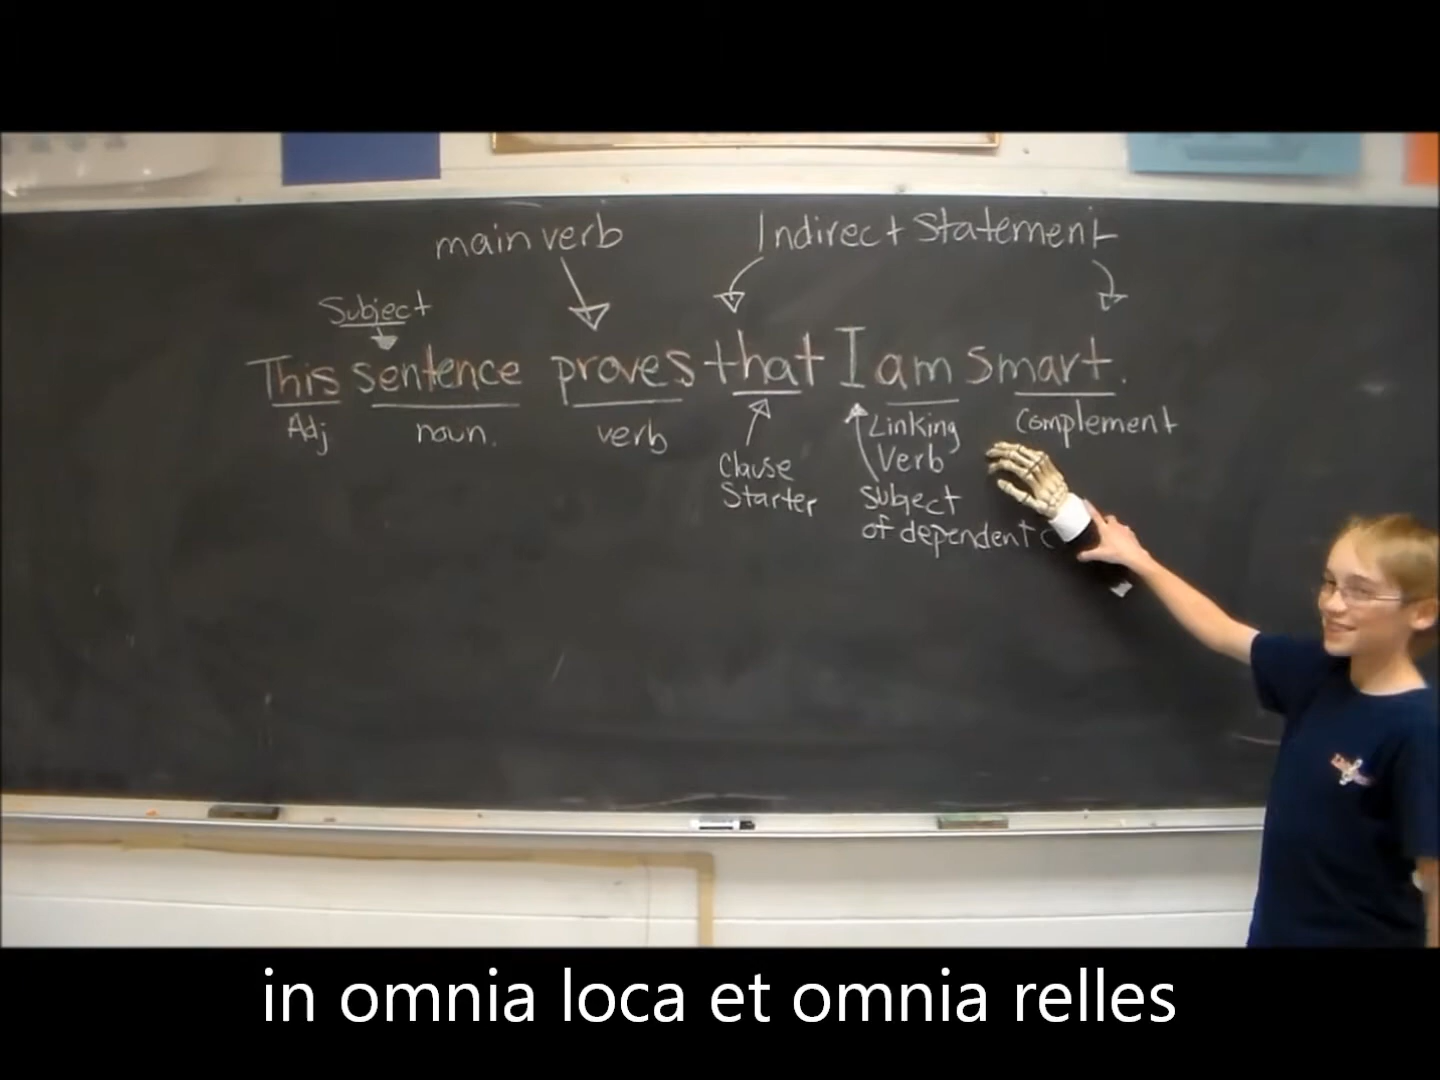 main verb
Indirect Statement
Subject
This sentence proves that I am smart.
Adj
noun.
verb
Clause
Starter
Linking
Verb
Subject
of dependent c
complement
in omnia loca et omnia relles